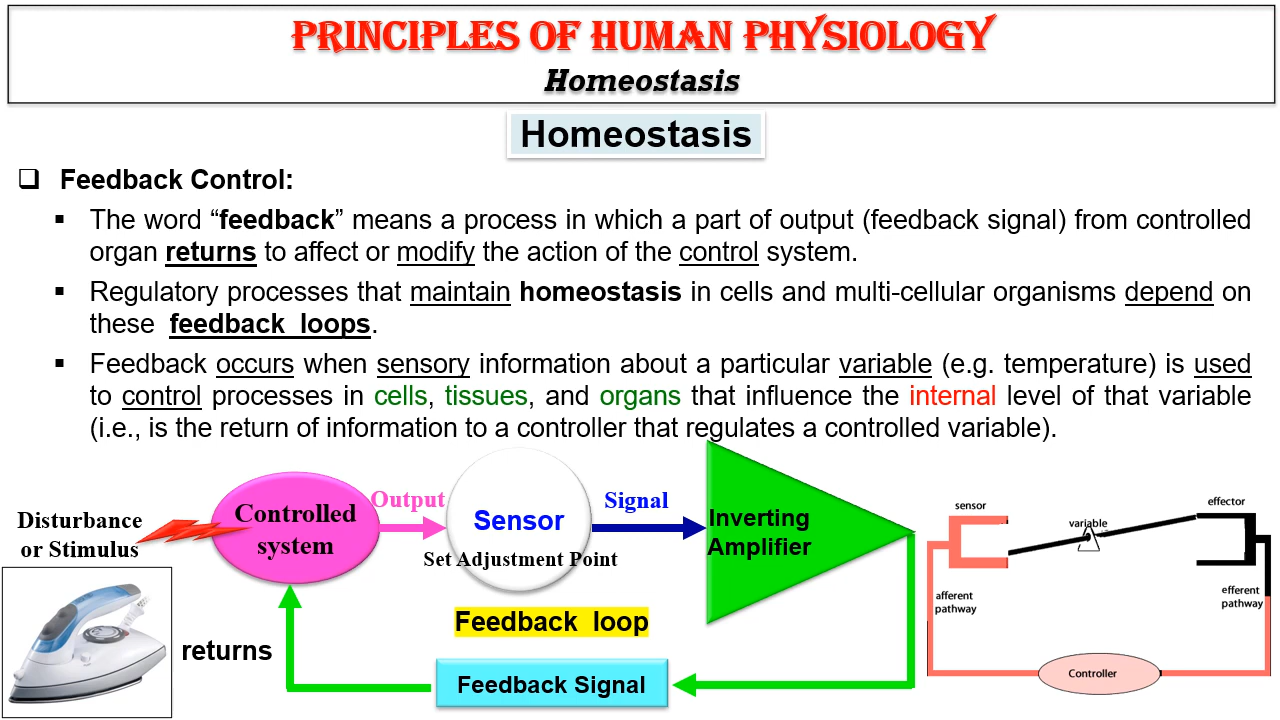 PRINCIPLES OF HUMAN PHYSIOLOGY
Homeostasis
Homeostasis
❑ Feedback Control:
▪ The word “feedback” means a process in which a part of output (feedback signal) from controlled
organ returns to affect or modify the action of the control system.
▪ Regulatory processes that maintain homeostasis in cells and multi-cellular organisms depend on
these feedback loops.
▪ Feedback occurs when sensory information about a particular variable (e.g. temperature) is used
to control processes in cells, tissues, and organs that influence the internal level of that variable
(i.e., is the return of information to a controller that regulates a controlled variable).
Disturbance
or Stimulus
Controlled
system
Output
Sensor
Set Adjustment Point
Signal
Inverting
Amplifier
Feedback loop
returns
Feedback Signal
sensor
variable
effector
afferent
pathway
efferent
pathway
Controller